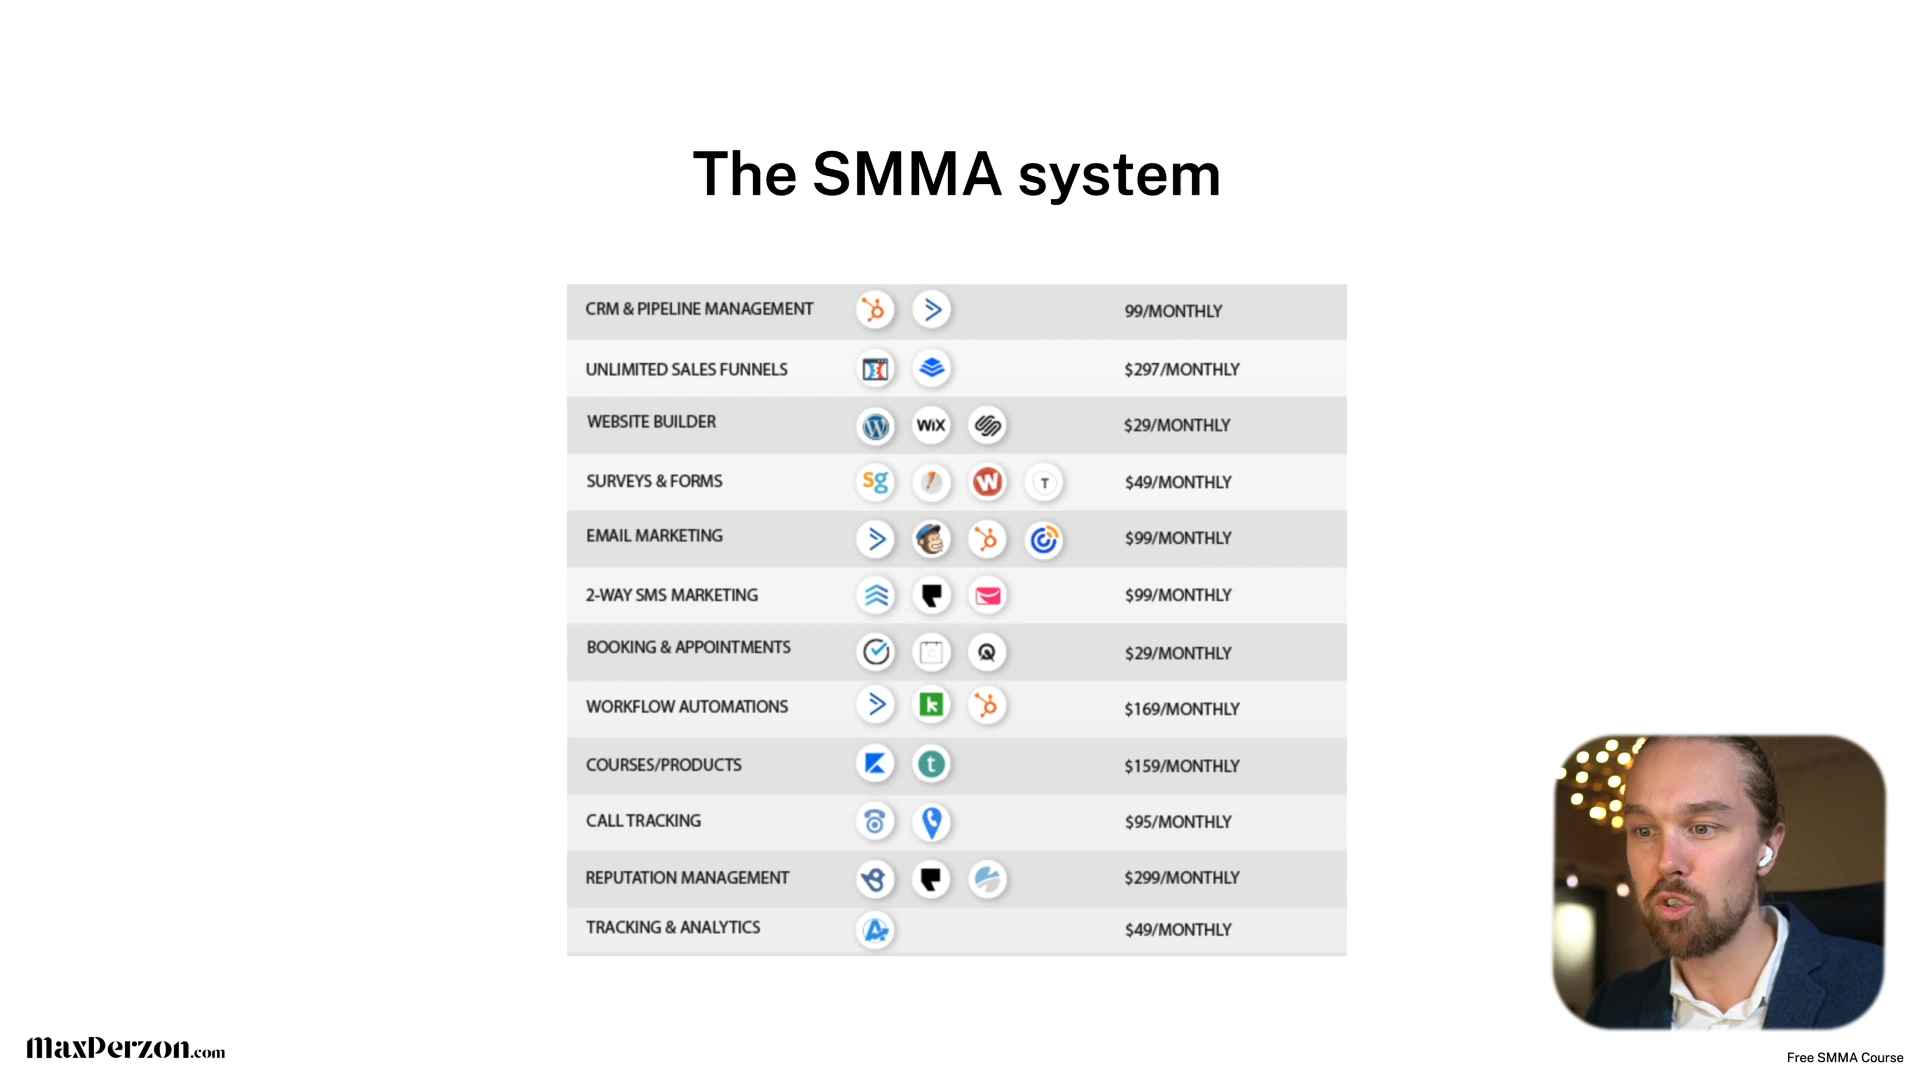 The SMMA system
CRM & PIPELINE MANAGEMENT 99/MONTHLY
UNLIMITED SALES FUNNELS $297/MONTHLY
WEBSITE BUILDER WiX $29/MONTHLY
SURVEYS & FORMS sg W T $49/MONTHLY
EMAIL MARKETING $99/MONTHLY
2-WAY SMS MARKETING $99/MONTHLY
BOOKING & APPOINTMENTS $29/MONTHLY
WORKFLOW AUTOMATIONS k $169/MONTHLY
COURSES/PRODUCTS t $159/MONTHLY
CALL TRACKING $95/MONTHLY
REPUTATION MANAGEMENT $299/MONTHLY
TRACKING & ANALYTICS $49/MONTHLY
MaxPerzon.com
Free SMMA Course